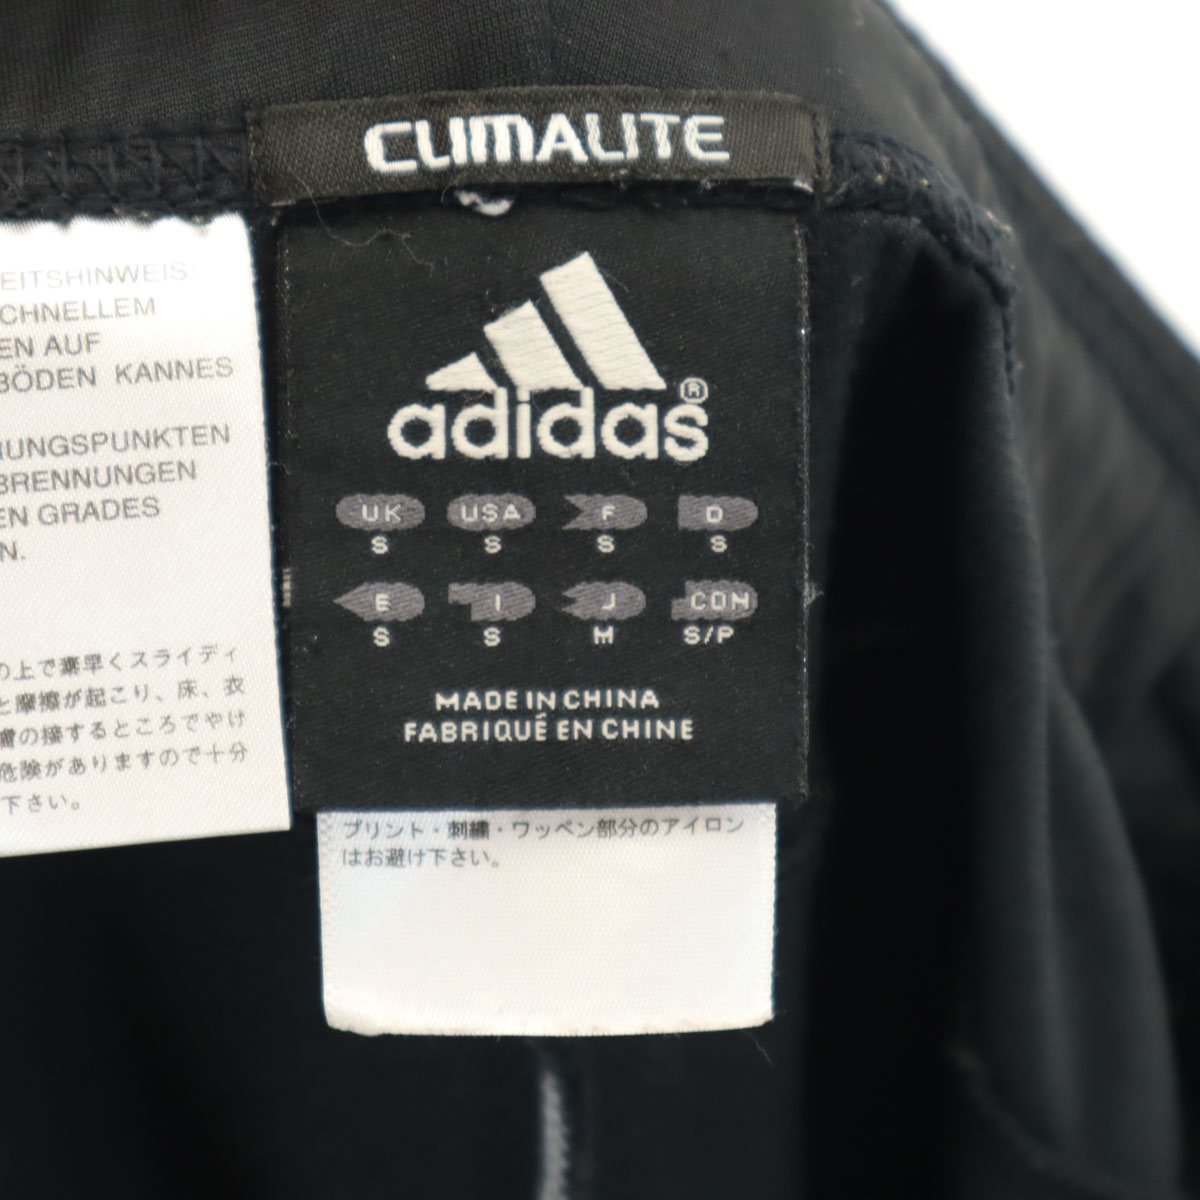 CLIMALITE
adidas®
UK USA F D
S S S S
E I J CON
S S M S/P
MADE IN CHINA
FABRIQUÉ EN CHINE
プリント・刺繍・ワッペン部分のアイロン
はお避け下さい。
EITSHINWEIS:
CHNELLEM
EN AUF
BÖDEN KANNES
RUNGSPUNKTEN
BRENNUNGEN
EN GRADES
N.
の上で素早くスライディ
と摩擦が起こり、床、衣
膚の接するところでやけ
危険がありますので十分
下さい。